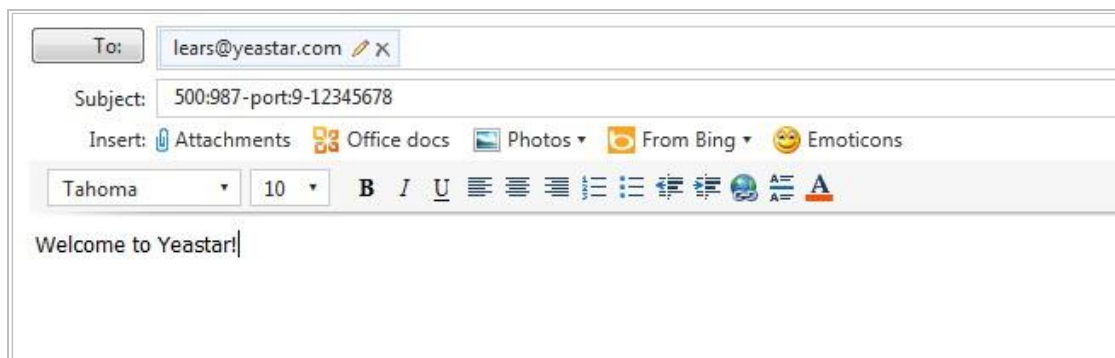 To: lears@yeastar.com
Subject: 500:987-port:9-12345678
Insert: Attachments Office docs Photos From Bing Emoticons
Tahoma 10 B I U A
Welcome to Yeastar!